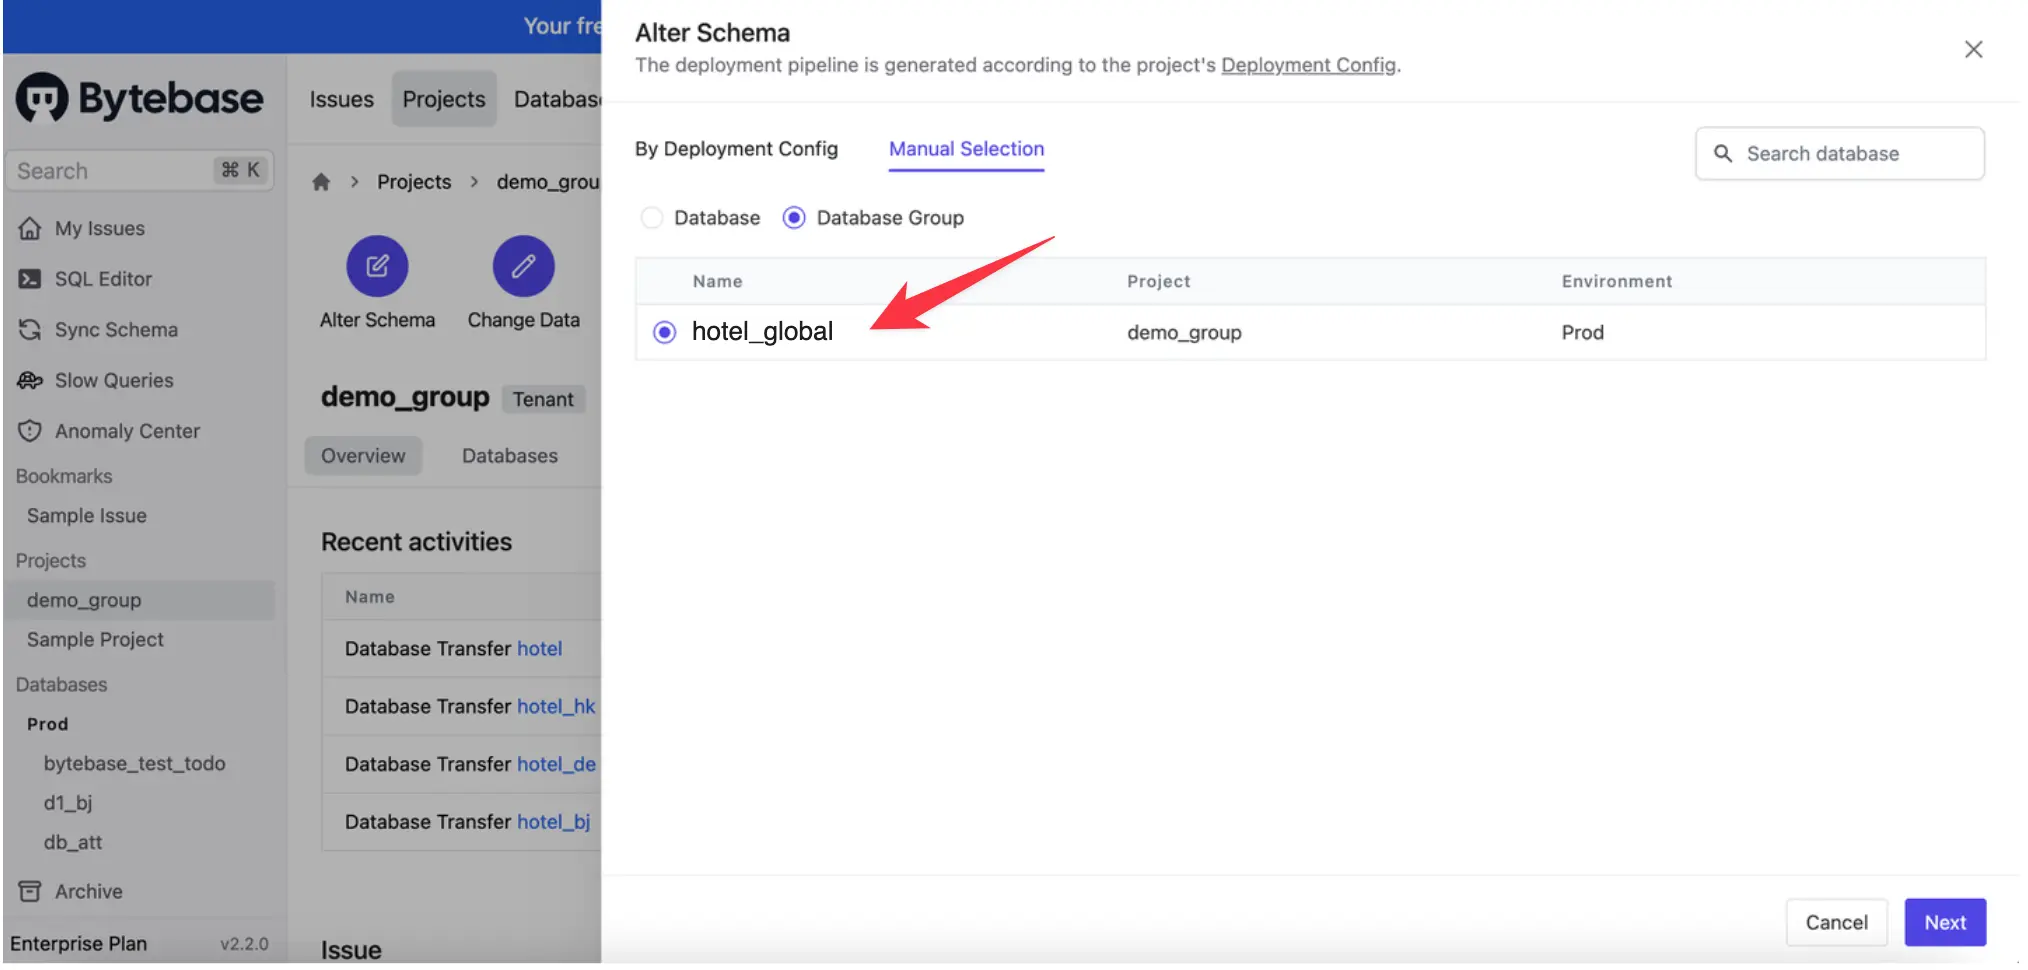 Your fre
Bytebase
Search ⌘ K
My Issues
SQL Editor
Sync Schema
Slow Queries
Anomaly Center
Bookmarks
Sample Issue
Projects
demo_group
Sample Project
Databases
Prod
bytebase_test_todo
d1_bj
db_att
Archive
Enterprise Plan v2.2.0
Issues Projects Databas
Projects > demo_grou
Alter Schema Change Data
demo_group Tenant
Overview Databases
Recent activities
Name
Database Transfer hotel
Database Transfer hotel_hk
Database Transfer hotel_de
Database Transfer hotel_bj
Issue
Alter Schema
The deployment pipeline is generated according to the project's Deployment Config.
By Deployment Config Manual Selection
Search database
Database Database Group
Name Project Environment
hotel_global demo_group Prod
Cancel Next